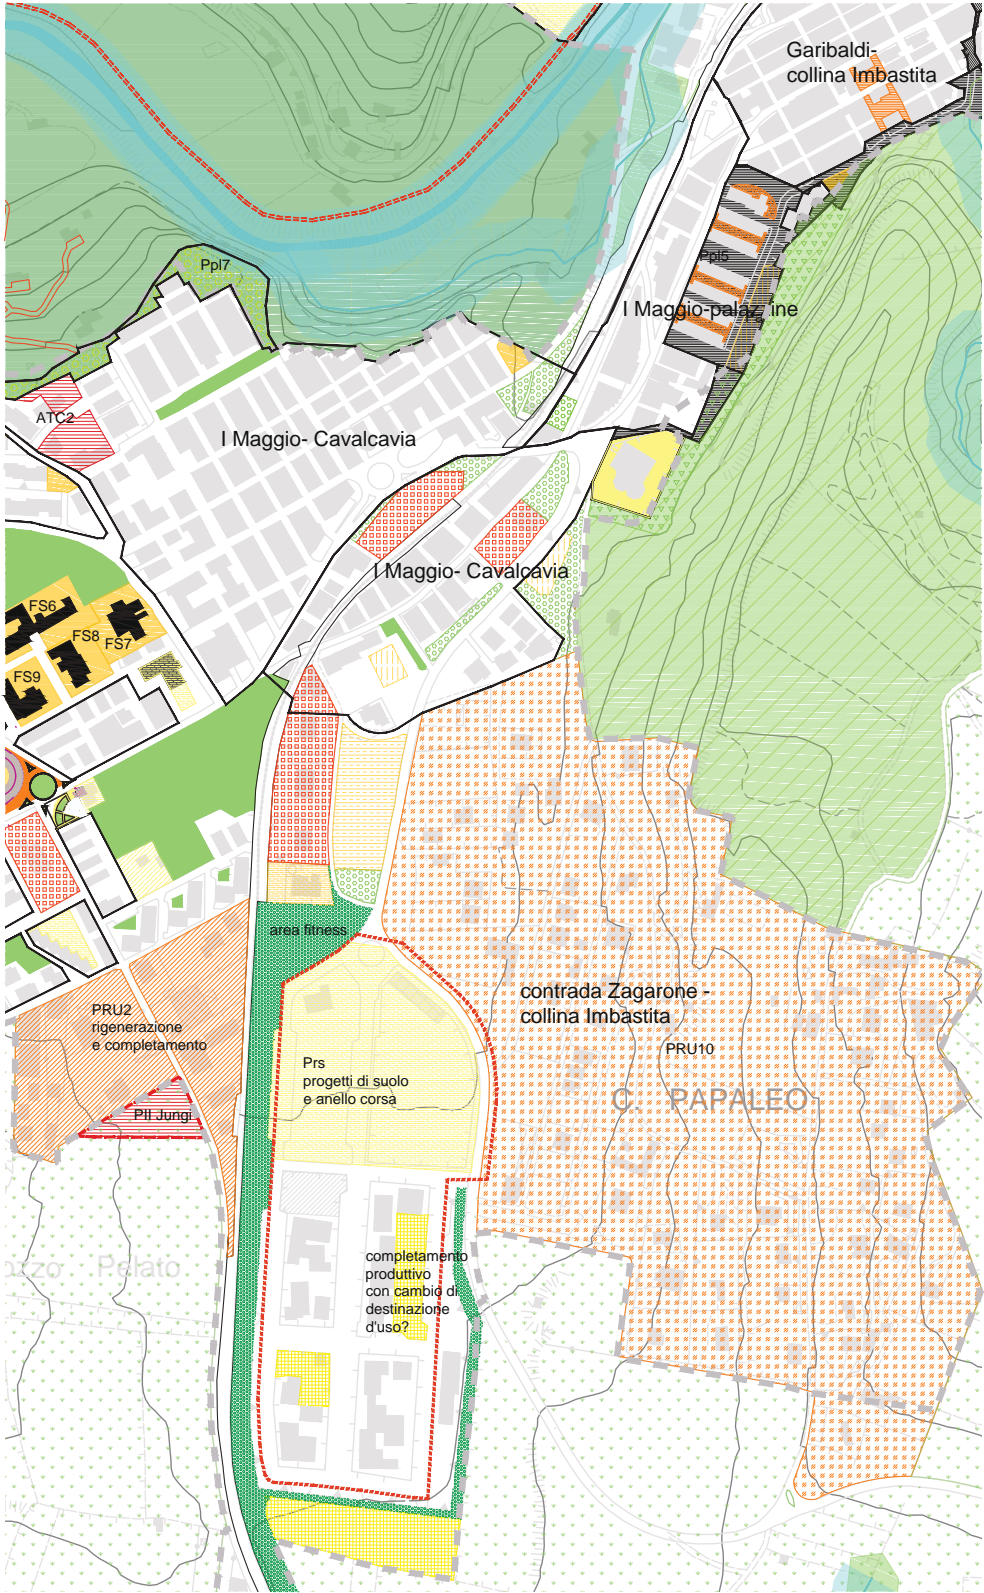 Garibaldi-
collina Imbastita
Ppl7
Ppl5
I Maggio-palaz ine
ATC2
I Maggio- Cavalcavia
I Maggio- Cavalcavia
FS6
FS8
FS7
FS9
area fitness
contrada Zagarone -
collina Imbastita
PRU10
PRU2
rigenerazione
e completamento
Prs
progetti di suolo
e anello corsa
C. PAPALEO
PII Jungi
completamento
produttivo
con cambio di
destinazione
d'uso?